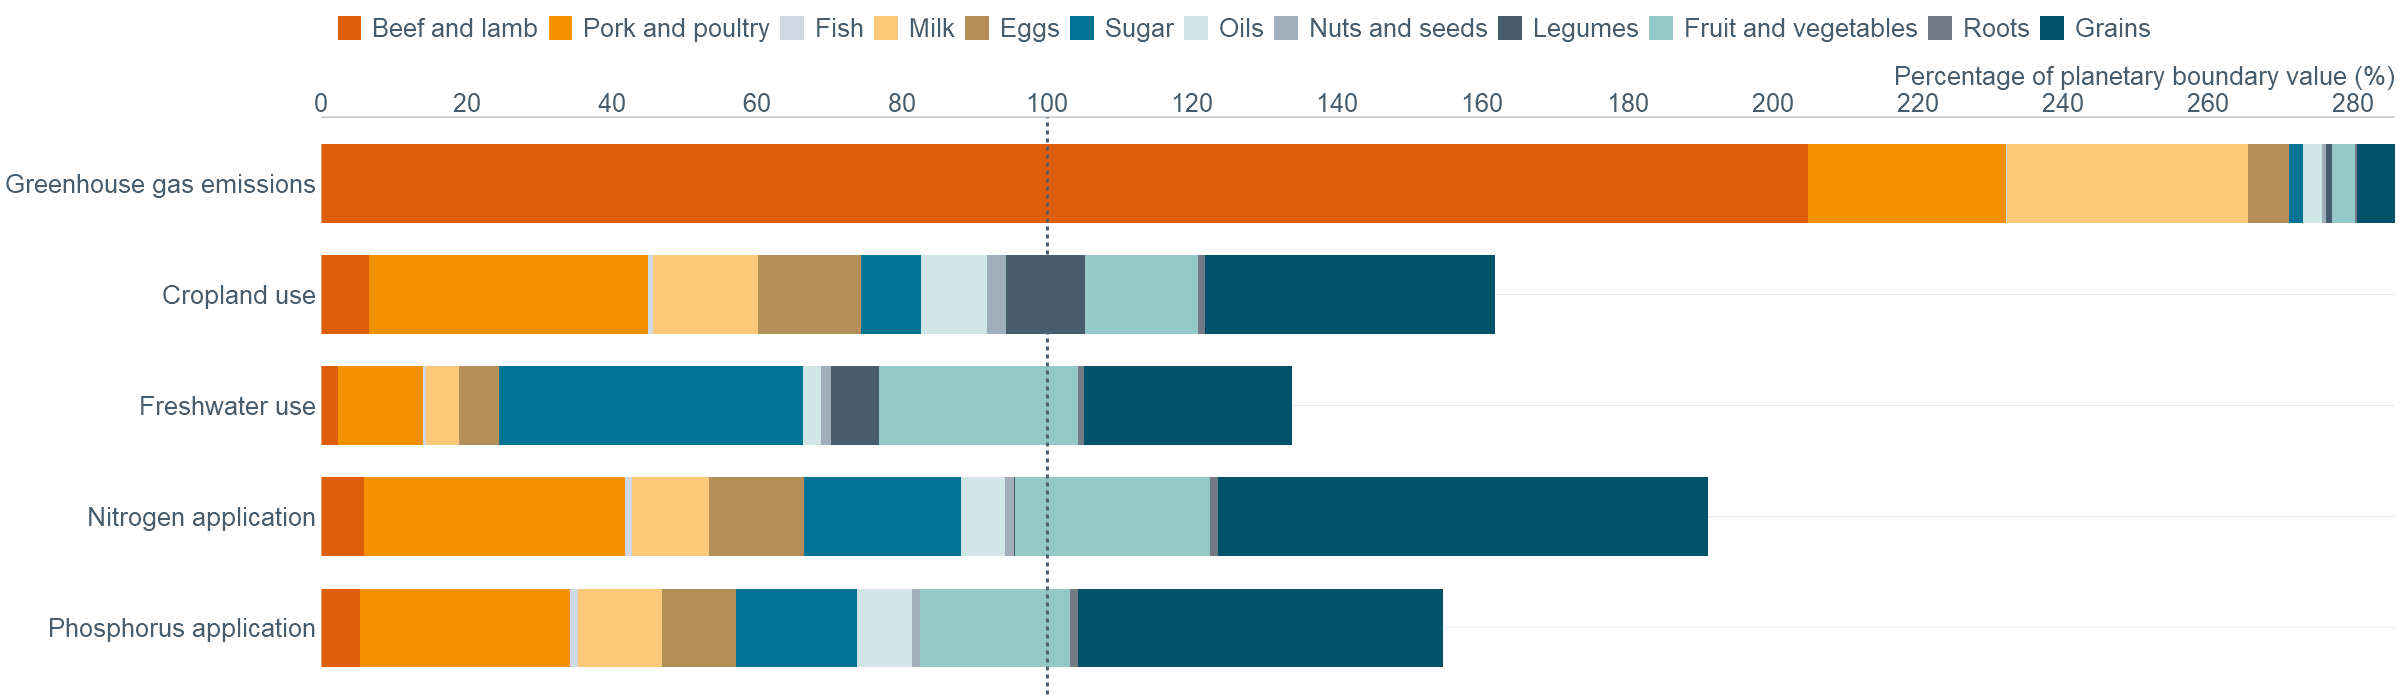 Beef and lamb Pork and poultry Fish Milk Eggs Sugar Oils Nuts and seeds Legumes Fruit and vegetables Roots Grains
Percentage of planetary boundary value (%)
0 20 40 60 80 100 120 140 160 180 200 220 240 260 280
Greenhouse gas emissions
Cropland use
Freshwater use
Nitrogen application
Phosphorus application